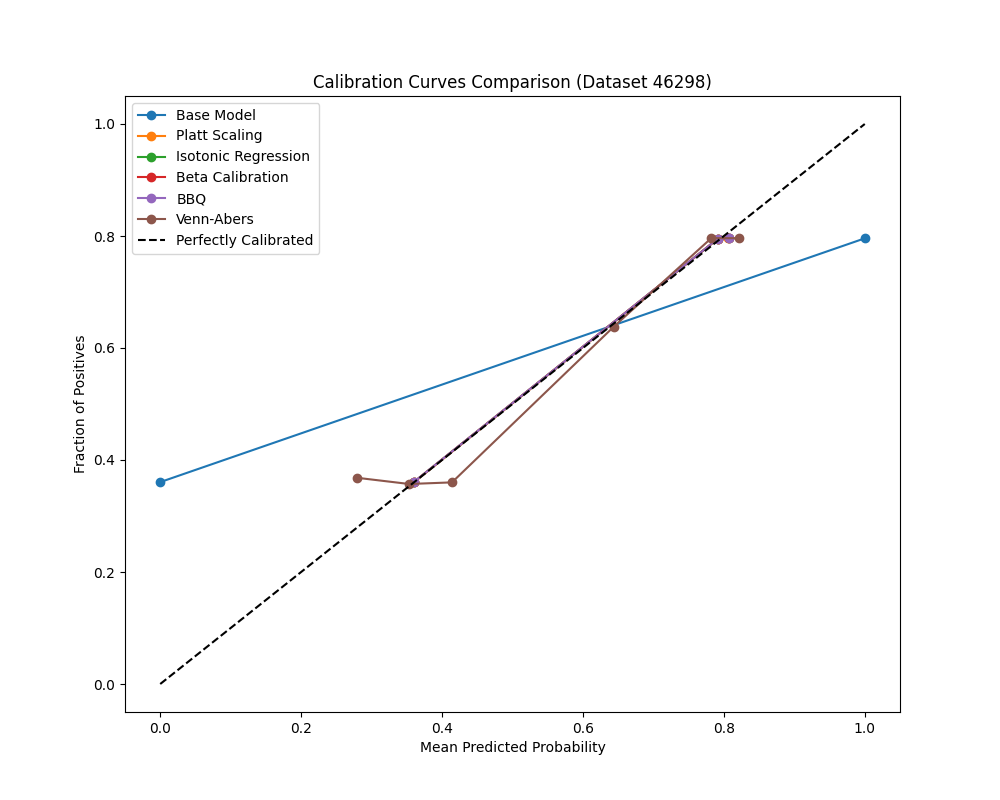 Calibration Curves Comparison (Dataset 46298)
Base Model
Platt Scaling
Isotonic Regression
Beta Calibration
BBQ
Venn-Abers
Perfectly Calibrated
1.0
0.8
0.6
0.4
0.2
0.0
Fraction of Positives
0.0 0.2 0.4 0.6 0.8 1.0
Mean Predicted Probability